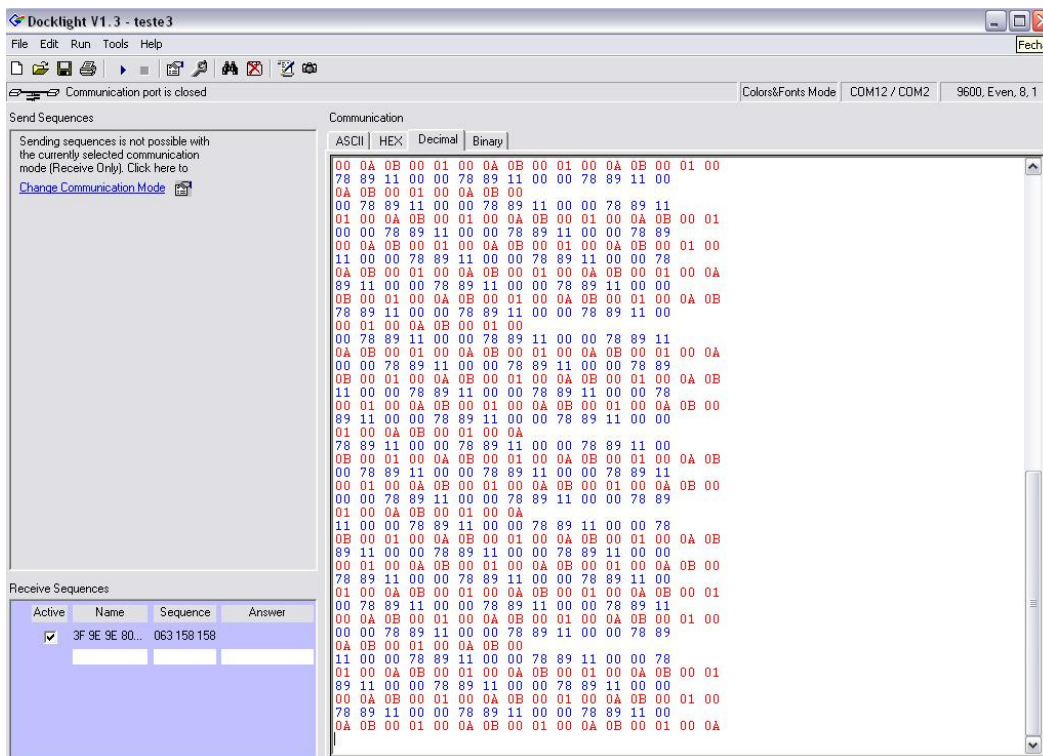 Docklight V1.3 - teste3
File Edit Run Tools Help
Fech
Communication port is closed
Colors&Fonts Mode COM12 / COM2 9600, Even, 8, 1
Send Sequences
Sending sequences is not possible with
the currently selected communication
mode (Receive Only). Click here to
Change Communication Mode
Communication
ASCII HEX Decimal Binary
00 0A 0B 00 01 00 0A 0B 00 01 00 0A 0B 00 01 00
78 89 11 00 00 78 89 11 00 00 78 89 11 00
0A 0B 00 01 00 0A 0B 00
00 78 89 11 00 00 78 89 11 00 00 78 89 11
01 00 0A 0B 00 01 00 0A 0B 00 01 00 0A 0B 00 01
00 00 78 89 11 00 00 78 89 11 00 00 78 89
00 0A 0B 00 01 00 0A 0B 00 01 00 0A 0B 00 01 00
11 00 00 78 89 11 00 00 78 89 11 00 00 78
0A 0B 00 01 00 0A 0B 00 01 00 0A 0B 00 01 00 0A
89 11 00 00 78 89 11 00 00 78 89 11 00 00
0B 00 01 00 0A 0B 00 01 00 0A 0B 00 01 00 0A 0B
78 89 11 00 00 78 89 11 00 00 78 89 11 00
00 01 00 0A 0B 00 01 00
00 78 89 11 00 00 78 89 11 00 00 78 89 11
0A 0B 00 01 00 0A 0B 00 01 00 0A 0B 00 01 00 0A
00 00 78 89 11 00 00 78 89 11 00 00 78 89
0B 00 01 00 0A 0B 00 01 00 0A 0B 00 01 00 0A 0B
11 00 00 78 89 11 00 00 78 89 11 00 00 78
00 01 00 0A 0B 00 01 00 0A 0B 00 01 00 0A 0B 00
89 11 00 00 78 89 11 00 00 78 89 11 00 00
01 00 0A 0B 00 01 00 0A
78 89 11 00 00 78 89 11 00 00 78 89 11 00
0B 00 01 00 0A 0B 00 01 00 0A 0B 00 01 00 0A 0B
00 78 89 11 00 00 78 89 11 00 00 78 89 11
00 01 00 0A 0B 00 01 00 0A 0B 00 01 00 0A 0B 00
00 00 78 89 11 00 00 78 89 11 00 00 78 89
01 00 0A 0B 00 01 00 0A
11 00 00 78 89 11 00 00 78 89 11 00 00 78
0B 00 01 00 0A 0B 00 01 00 0A 0B 00 01 00 0A 0B
89 11 00 00 78 89 11 00 00 78 89 11 00 00
00 01 00 0A 0B 00 01 00 0A 0B 00 01 00 0A 0B 00
78 89 11 00 00 78 89 11 00 00 78 89 11 00
01 00 0A 0B 00 01 00 0A 0B 00 01 00 0A 0B 00 01
00 78 89 11 00 00 78 89 11 00 00 78 89 11
00 0A 0B 00 01 00 0A 0B 00 01 00 0A 0B 00 01 00
00 00 78 89 11 00 00 78 89 11 00 00 78 89
0A 0B 00 01 00 0A 0B 00
11 00 00 78 89 11 00 00 78 89 11 00 00 78
01 00 0A 0B 00 01 00 0A 0B 00 01 00 0A 0B 00 01
89 11 00 00 78 89 11 00 00 78 89 11 00 00
00 0A 0B 00 01 00 0A 0B 00 01 00 0A 0B 00 01 00
78 89 11 00 00 78 89 11 00 00 78 89 11 00
0A 0B 00 01 00 0A 0B 00 01 00 0A 0B 00 01 00 0A
Receive Sequences
Active Name Sequence Answer
3F 9E 9E 80... 063 158 158